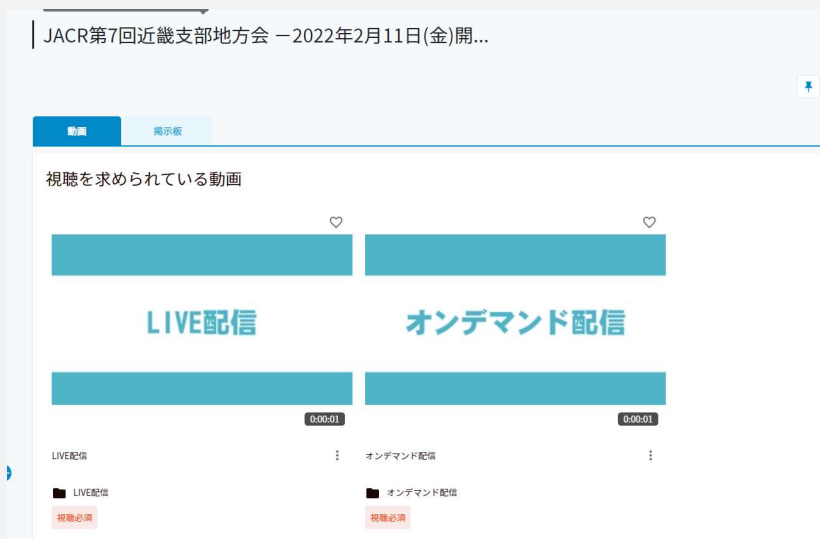 JACR第7回近畿支部地方会 －2022年2月11日(金)開...
動画 掲示板
視聴を求められている動画
LIVE配信 オンデマンド配信
0:00:01 0:00:01
LIVE配信 オンデマンド配信
LIVE配信 オンデマンド配信
視聴必須 視聴必須